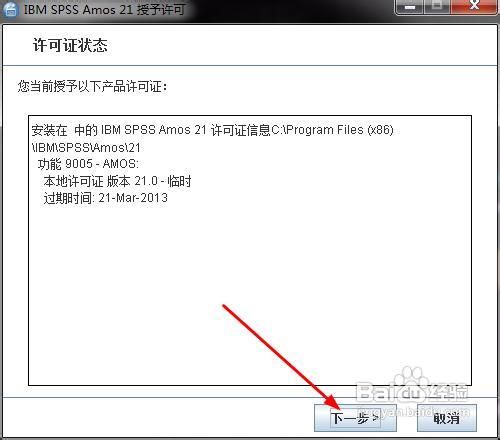 IBM SPSS Amos 21 授予许可
许可证状态
您当前授予以下产品许可证：
安装在 中的 IBM SPSS Amos 21 许可证信息C:\Program Files (x86)
\IBM\SPSS\Amos\21
功能 9005 - AMOS:
本地许可证 版本 21.0 - 临时
过期时间: 21-Mar-2013
下一步 >
取消
Baidu 经验
jingyan.baidu.com